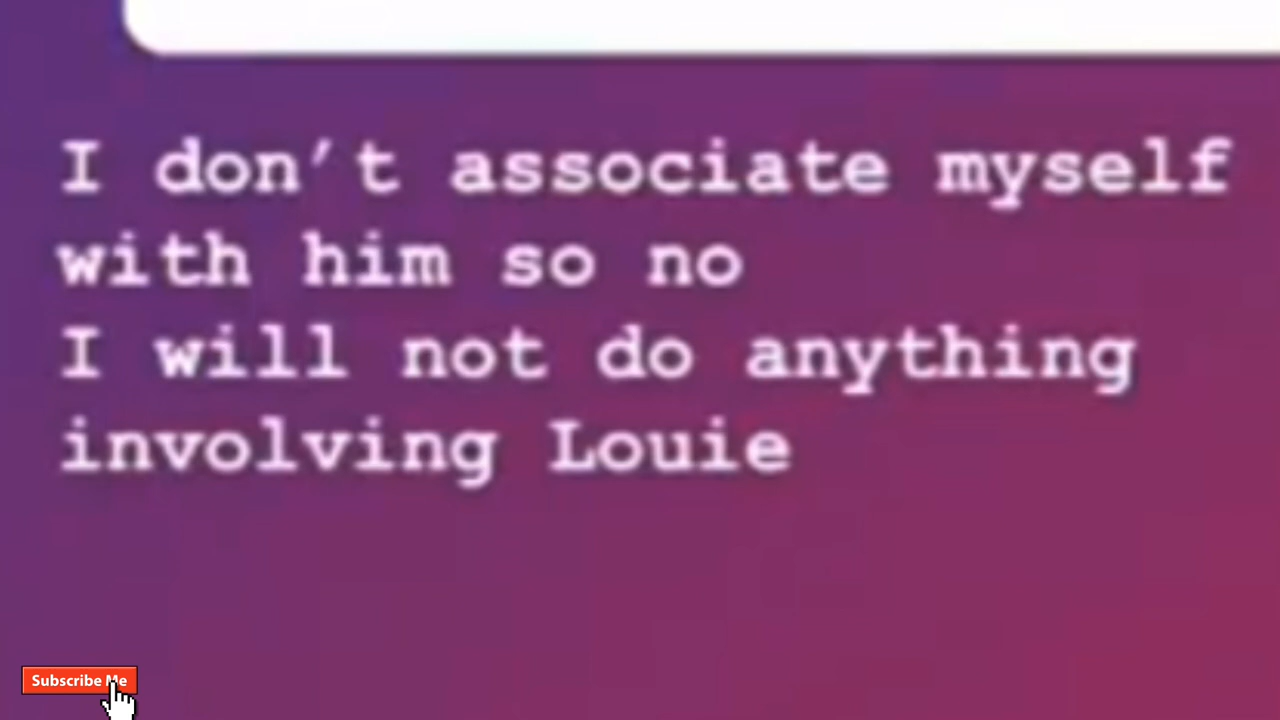 I don't associate myself
with him so no
I will not do anything
involving Louie
Subscribe Me